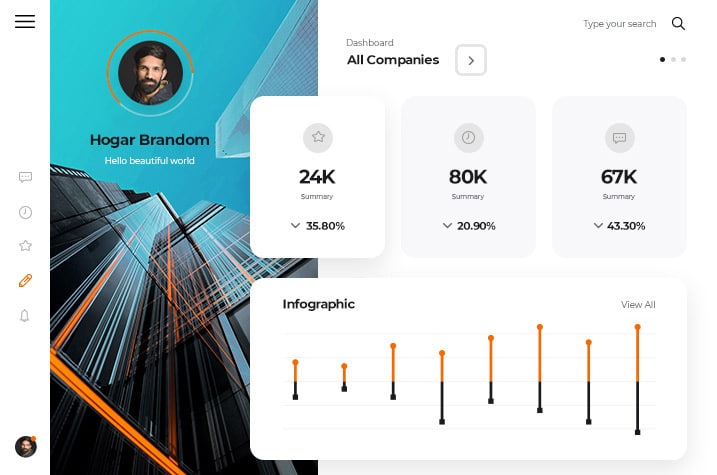 Type your search
Dashboard
All Companies
Hogar Brandom
Hello beautiful world
24K
Summary
35.80%
80K
Summary
20.90%
67K
Summary
43.30%
Infographic
View All